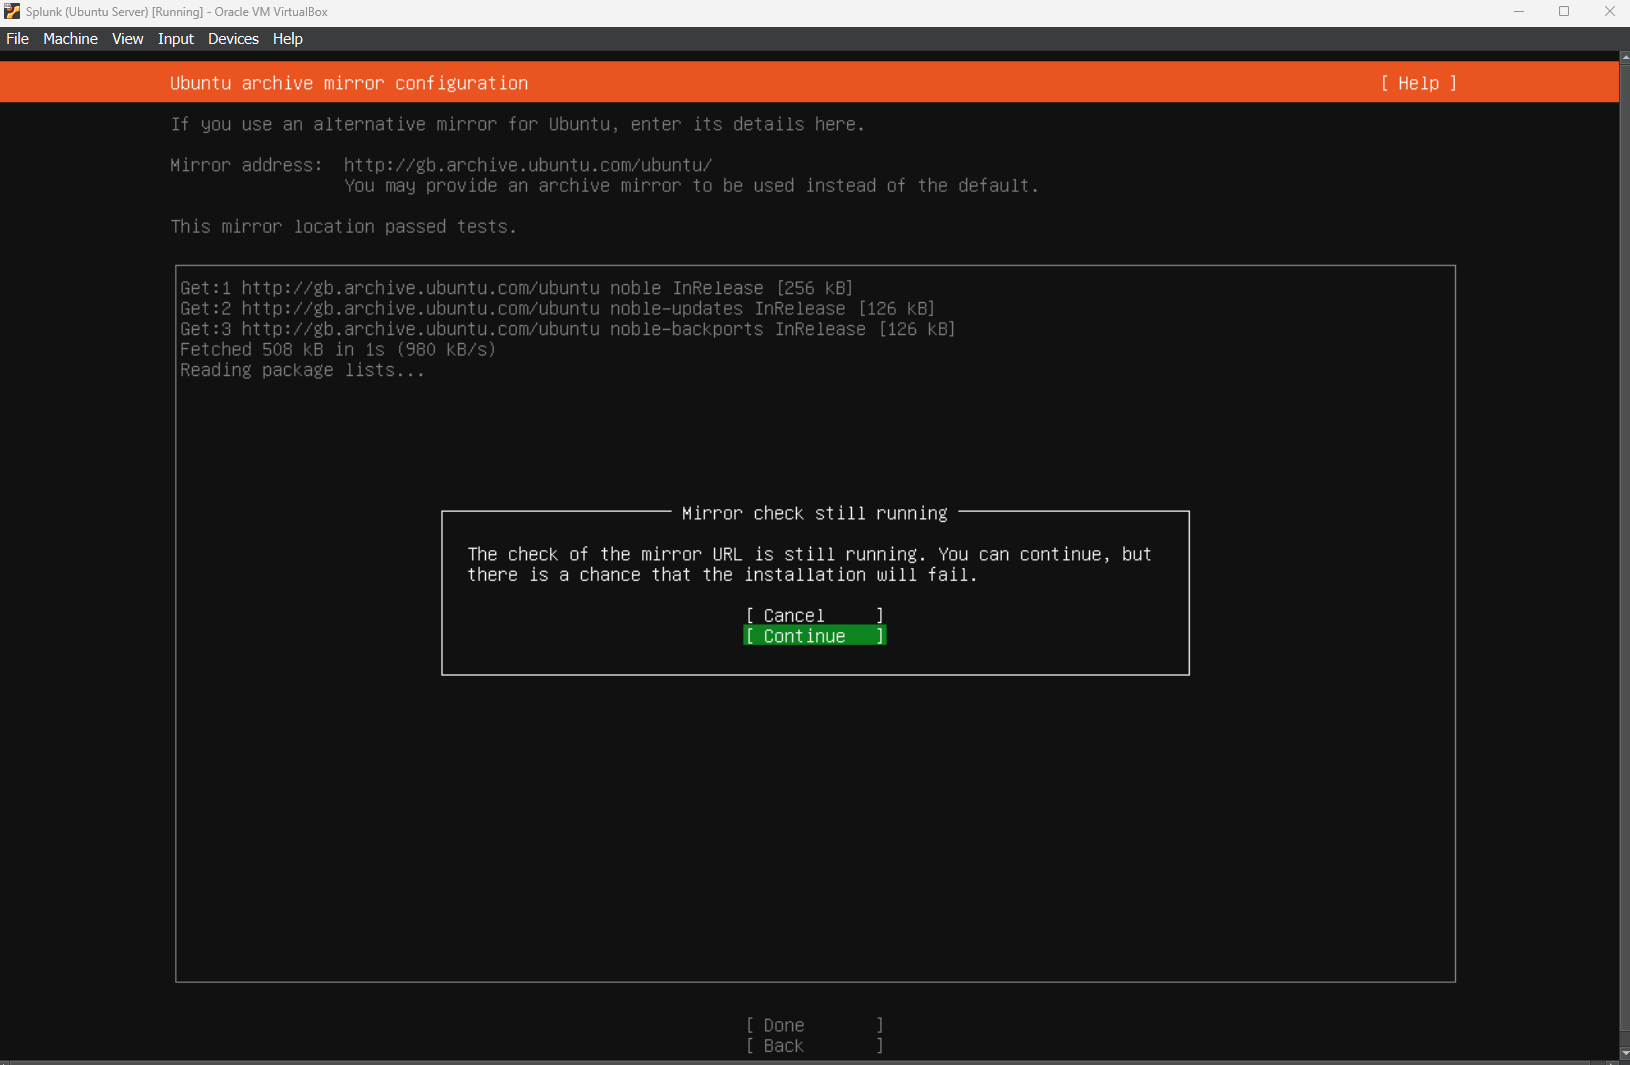 Splunk (Ubuntu Server) [Running] - Oracle VM VirtualBox
File Machine View Input Devices Help
Ubuntu archive mirror configuration [ Help ]
If you use an alternative mirror for Ubuntu, enter its details here.
Mirror address: http://gb.archive.ubuntu.com/ubuntu/
You may provide an archive mirror to be used instead of the default.
This mirror location passed tests.
Get:1 http://gb.archive.ubuntu.com/ubuntu noble InRelease [256 kB]
Get:2 http://gb.archive.ubuntu.com/ubuntu noble-updates InRelease [126 kB]
Get:3 http://gb.archive.ubuntu.com/ubuntu noble-backports InRelease [126 kB]
Fetched 508 kB in 1s (980 kB/s)
Reading package lists...
Mirror check still running
The check of the mirror URL is still running. You can continue, but
there is a chance that the installation will fail.
[ Cancel ]
[ Continue ]
[ Done ]
[ Back ]